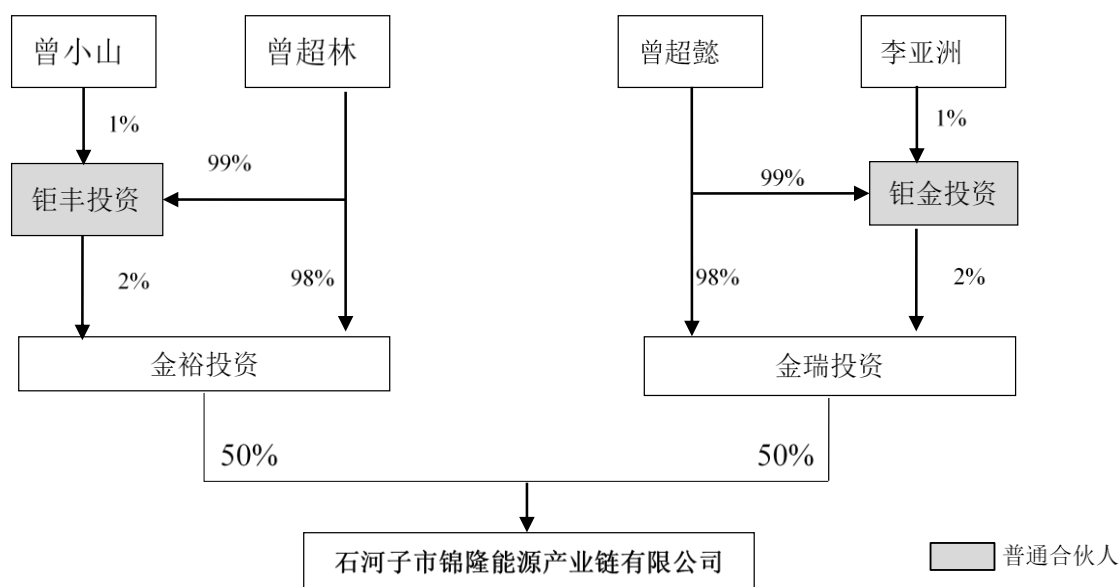 曾小山
曾超林
曾超懿
李亚洲
1%
1%
99%
99%
钜丰投资
钜金投资
2%
98%
98%
2%
金裕投资
金瑞投资
50%
50%
石河子市锦隆能源产业链有限公司
普通合伙人